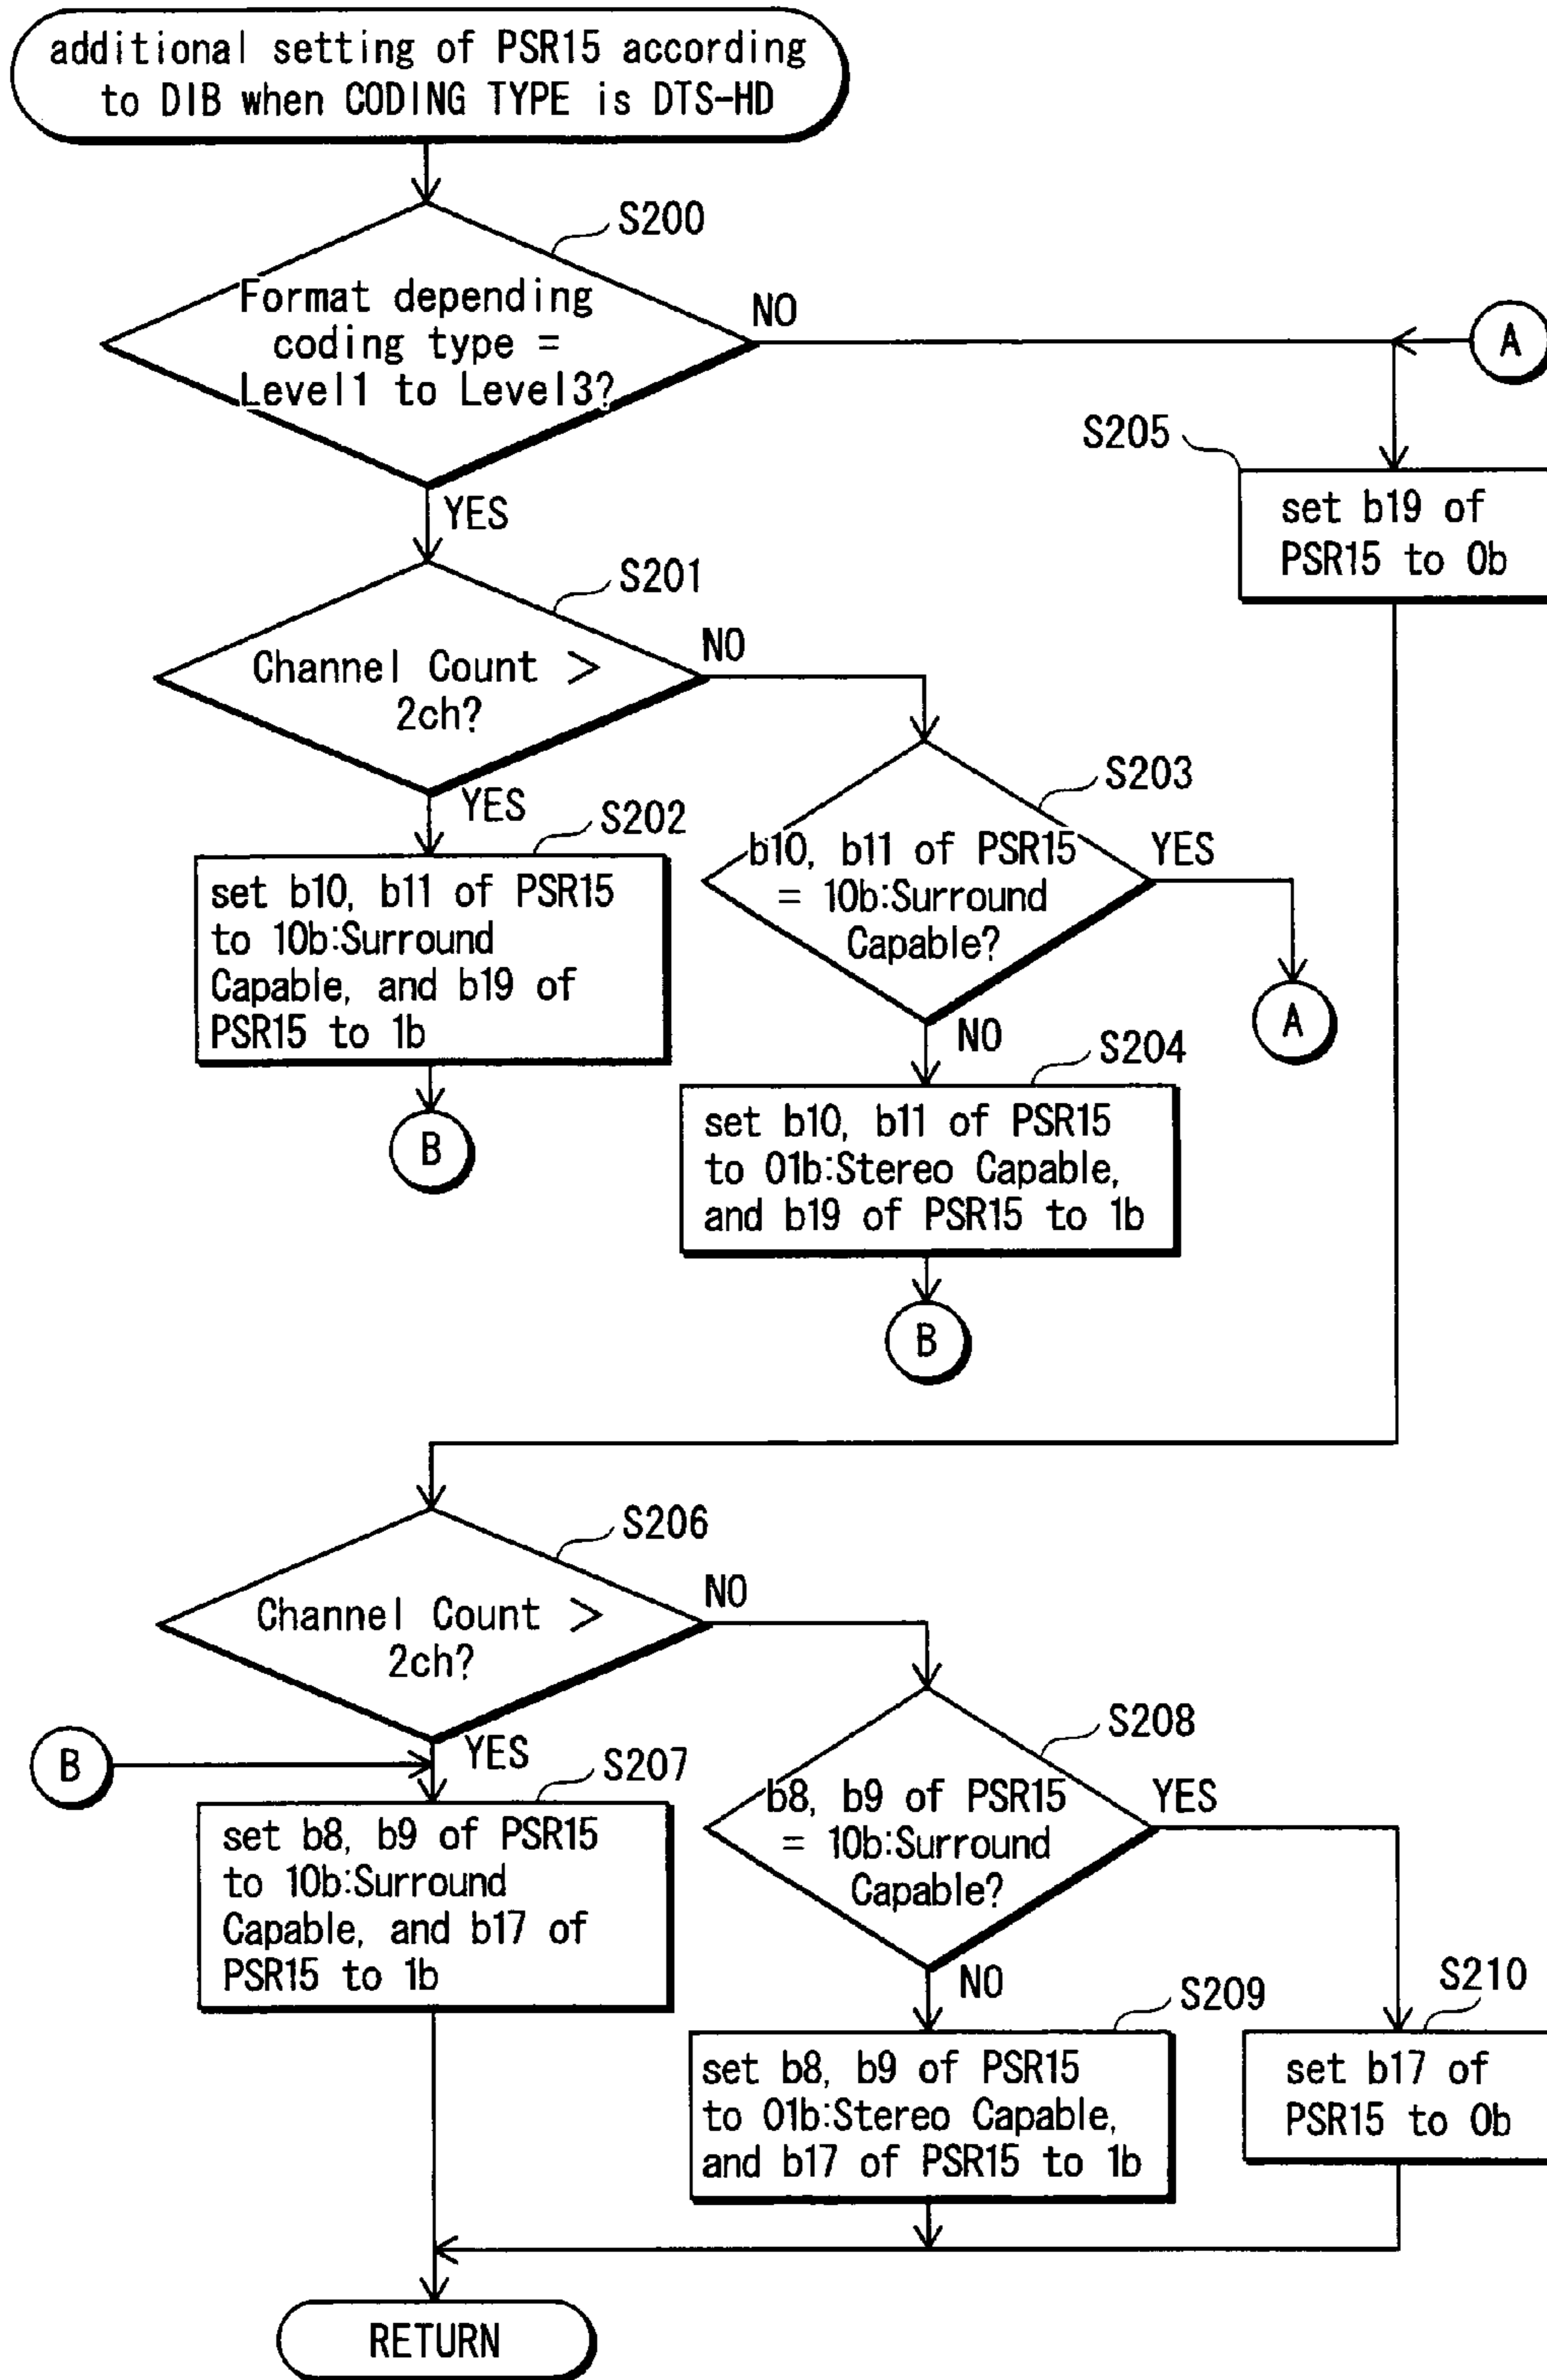 additional setting of PSR15 according
to DIB when CODING TYPE is DTS-HD
S200
Format depending
coding type =
Level1 to Level3?
NO
A
YES
S205
set b19 of
PSR15 to 0b
S201
Channel Count >
2ch?
NO
YES
S202
set b10, b11 of PSR15
to 10b:Surround
Capable, and b19 of
PSR15 to 1b
B
S203
b10, b11 of PSR15
= 10b:Surround
Capable?
YES
A
NO
S204
set b10, b11 of PSR15
to 01b:Stereo Capable,
and b19 of PSR15 to 1b
B
S206
Channel Count >
2ch?
NO
YES
B
S207
set b8, b9 of PSR15
to 10b:Surround
Capable, and b17 of
PSR15 to 1b
S208
b8, b9 of PSR15
= 10b:Surround
Capable?
YES
NO
S209
set b8, b9 of PSR15
to 01b:Stereo Capable,
and b17 of PSR15 to 1b
S210
set b17 of
PSR15 to 0b
RETURN